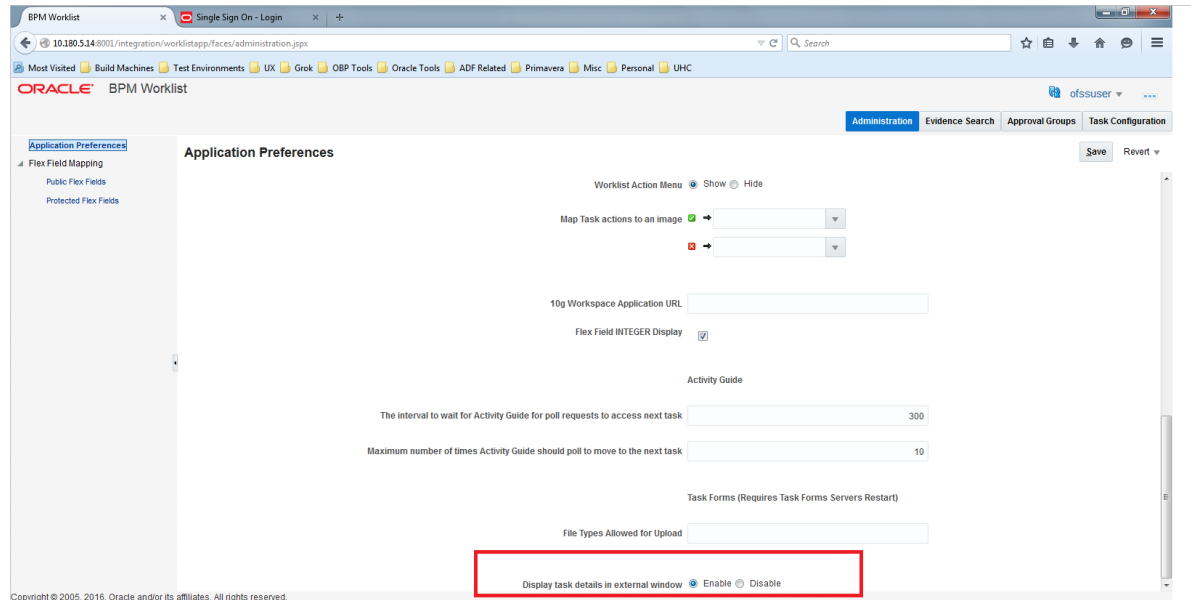 BPM Worklist
Single Sign On - Login
10.180.5.14:8001/integration/worklistapp/faces/administration.jspx
Search
Most Visited Build Machines Test Environments UX Grok OBP Tools Oracle Tools ADF Related Primavera Misc Personal UHC
ORACLE BPM Worklist
ofssuser
Administration Evidence Search Approval Groups Task Configuration
Application Preferences
Flex Field Mapping
Public Flex Fields
Protected Flex Fields
Application Preferences
Save Revert
Worklist Action Menu Show Hide
Map Task actions to an image
10g Workspace Application URL
Flex Field INTEGER Display
Activity Guide
The interval to wait for Activity Guide for poll requests to access next task 300
Maximum number of times Activity Guide should poll to move to the next task 10
Task Forms (Requires Task Forms Servers Restart)
File Types Allowed for Upload
Display task details in external window Enable Disable
Copyright © 2005, 2016, Oracle and/or its affiliates. All rights reserved.